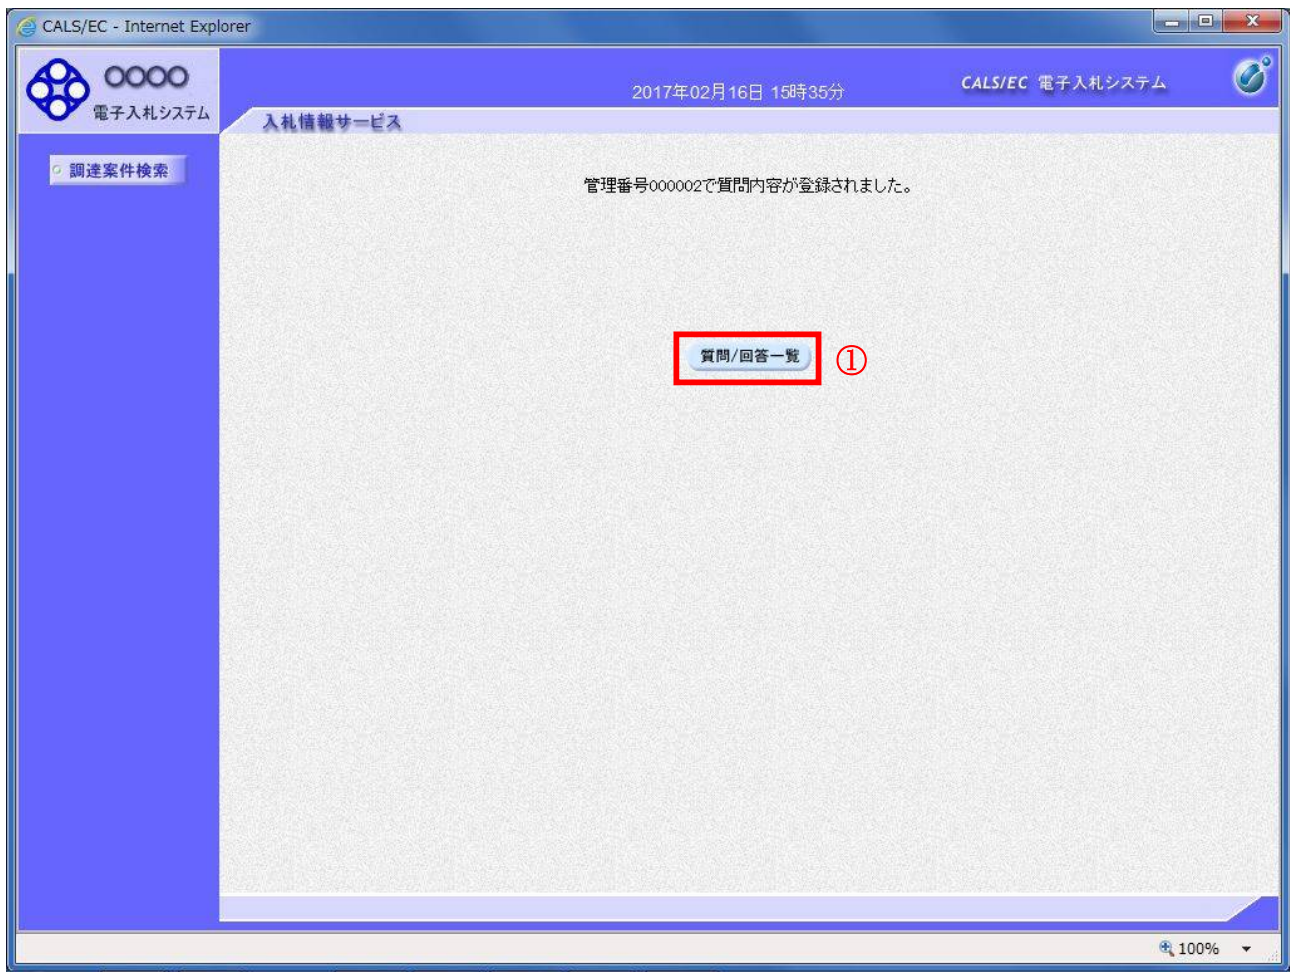 CALS/EC - Internet Explorer
○○○○
電子入札システム
2017年02月16日 15時35分
CALS/EC 電子入札システム
入札情報サービス
調達案件検索
管理番号000002で質問内容が登録されました。
質問/回答一覧
①
100%